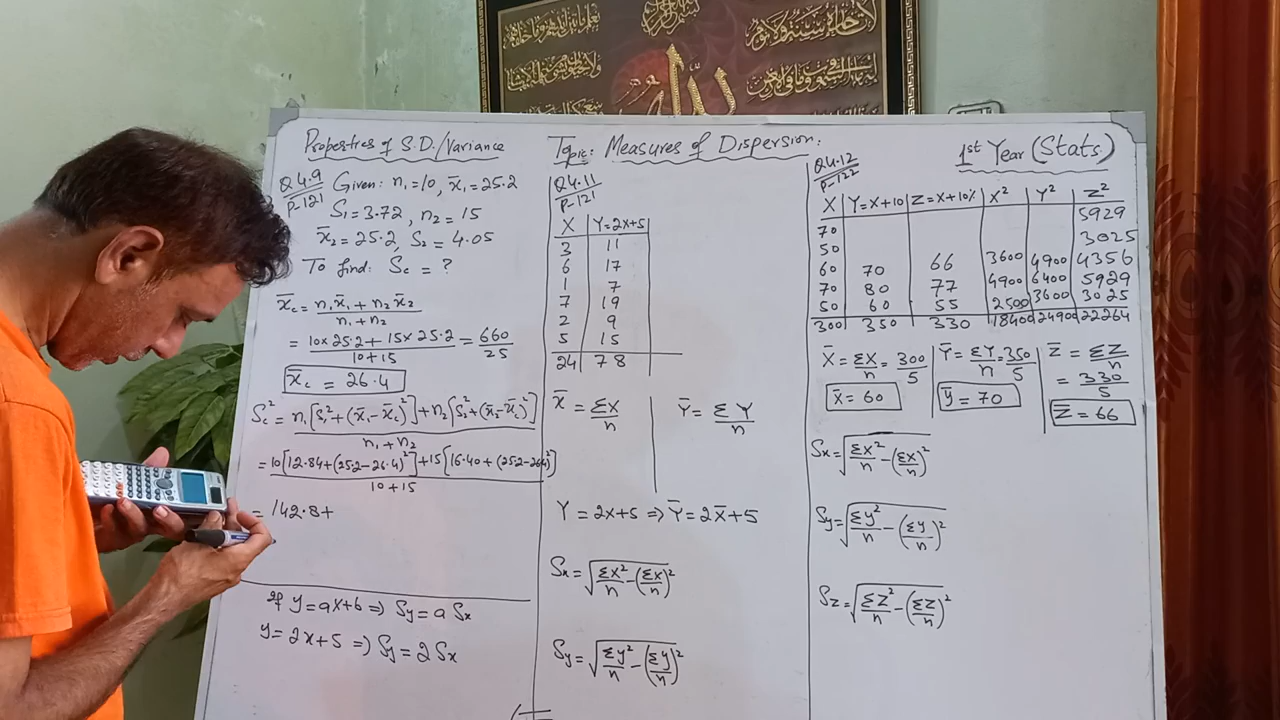 Properties of S.D./Variance
Topic: Measures of Dispersion.
1st Year (Stats.)
Q4.9
P-121
Given: n₁=10, x̄₁=25.2
S₁=3.72, n₂=15
x̄₂=25.2, S₂=4.05
To find: Sc = ?
x̄c = (n₁x̄₁ + n₂x̄₂)/(n₁+n₂)
= (10×25.2+15×25.2)/(10+15) = 660/25
x̄c = 26.4
Sc² = (n₁[S₁²+(x̄₁-x̄c)²]+n₂[S₂²+(x̄₂-x̄c)²])/(n₁+n₂)
= (10[12.84+(25.2-26.4)²]+15[16.40+(25.2-26.4)²])/(10+15)
= 142.8+
If y=ax+b ⇒ Sy=a Sx
y=2x+5 ⇒ Sy=2Sx
Q4.11
P-121
X Y=2X+5
3 11
6 17
1 7
7 19
2 9
5 15
24 78
x̄ = ΣX/n
Ȳ = ΣY/n
Y=2x+5 ⇒ Ȳ=2X̄+5
Sx=√(Σx²/n-(Σx/n)²)
Sy=√(Σy²/n-(Σy/n)²)
Q4.12
P-122
X Y=X+10 Z=X+10% X² Y² Z²
5929
70
3025
50
60 70 66 3600 4900 4356
70 80 77 4900 6400 5929
50 60 55 2500 3600 3025
300 350 330 18400 24900 22264
X̄=ΣX/n=300/5
x̄=60
Ȳ=ΣY/n=350/5
ȳ=70
Z̄=ΣZ/n
=330/5
Z̄=66
Sx=√(Σx²/n-(Σx/n)²)
Sy=√(Σy²/n-(Σy/n)²)
Sz=√(Σz²/n-(Σz/n)²)